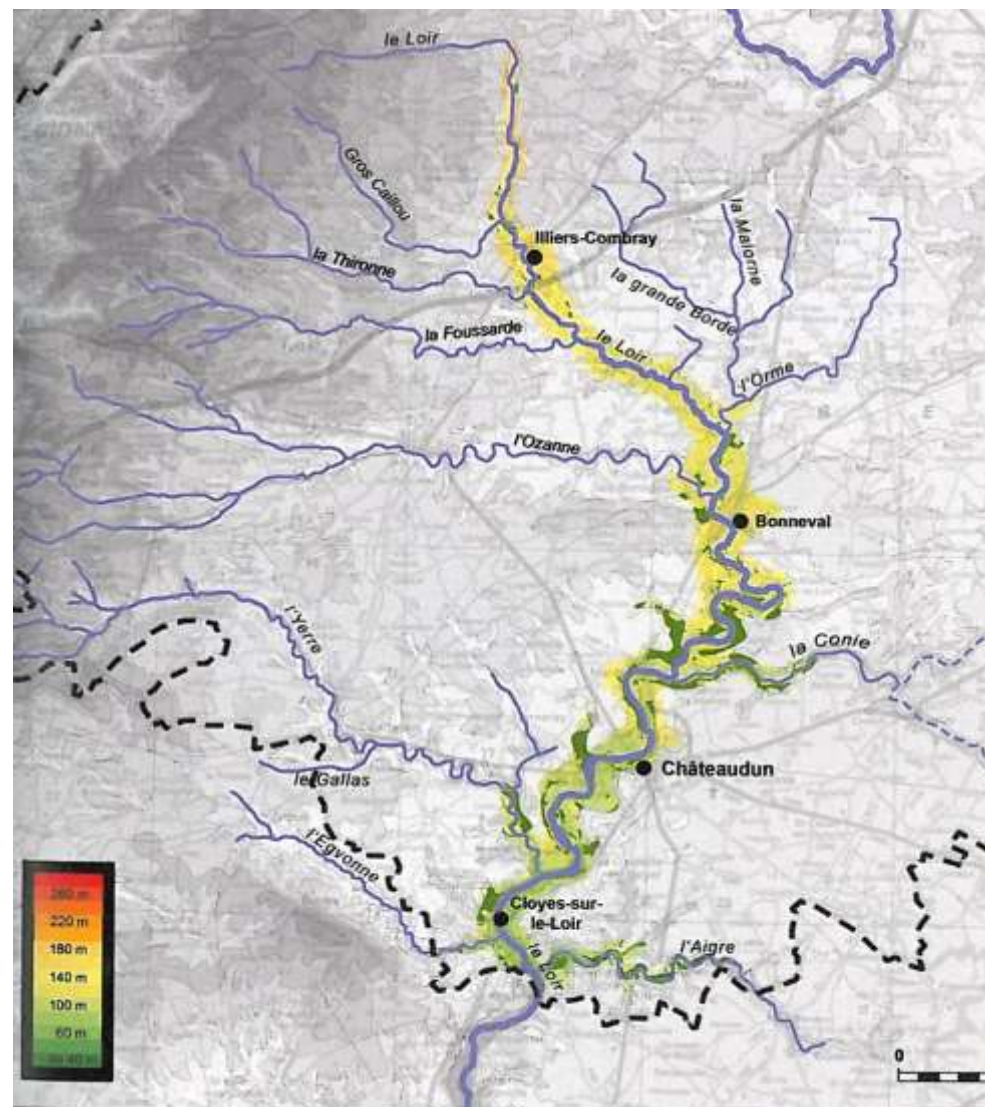 le Loir
Gros Caillou
Illiers-Combray
la Thironne
la Malorne
la grande Borde
la Foussarde
le Loir
l'Orme
l'Ozanne
Bonneval
l'Yerre
la Conie
Châteaudun
le Gallas
l'Egvonne
Cloyes-sur-
le-Loir
le Loir
l'Aigre
260 m
220 m
180 m
140 m
100 m
60 m
0